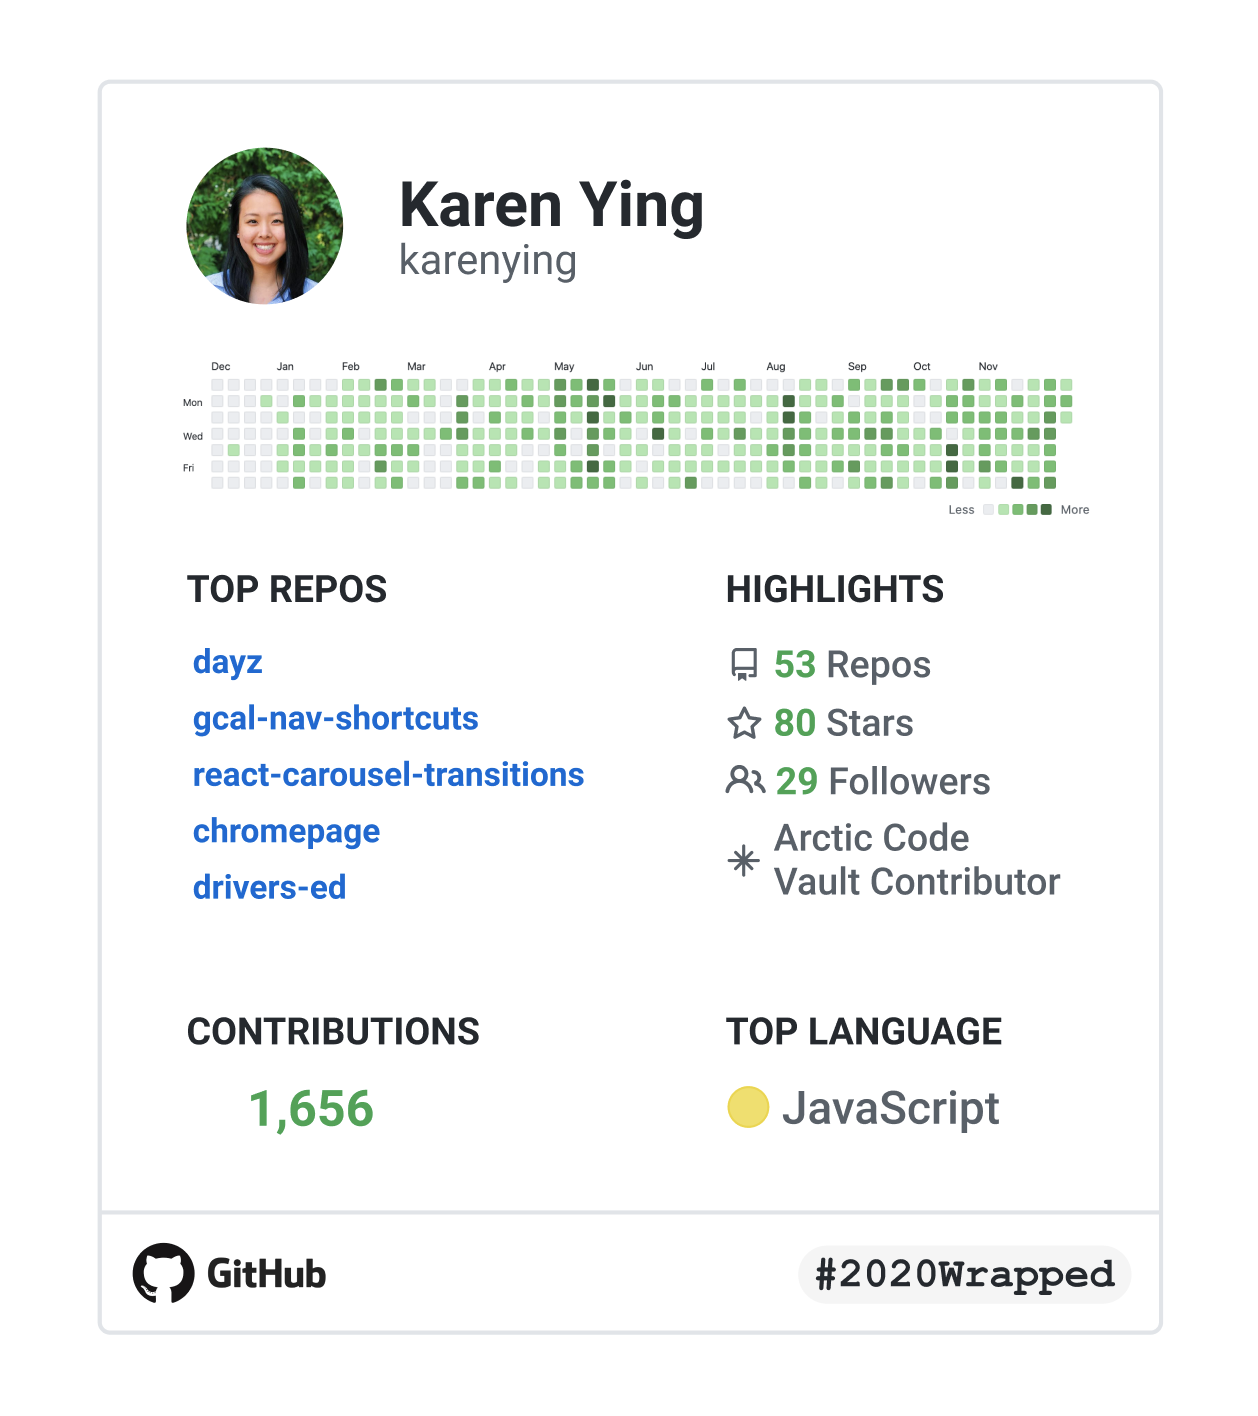 Karen Ying
karenying
Dec Jan Feb Mar Apr May Jun Jul Aug Sep Oct Nov
Mon
Wed
Fri
Less More
TOP REPOS
dayz
gcal-nav-shortcuts
react-carousel-transitions
chromepage
drivers-ed
HIGHLIGHTS
53 Repos
80 Stars
29 Followers
Arctic Code
Vault Contributor
CONTRIBUTIONS
1,656
TOP LANGUAGE
JavaScript
GitHub
#2020Wrapped